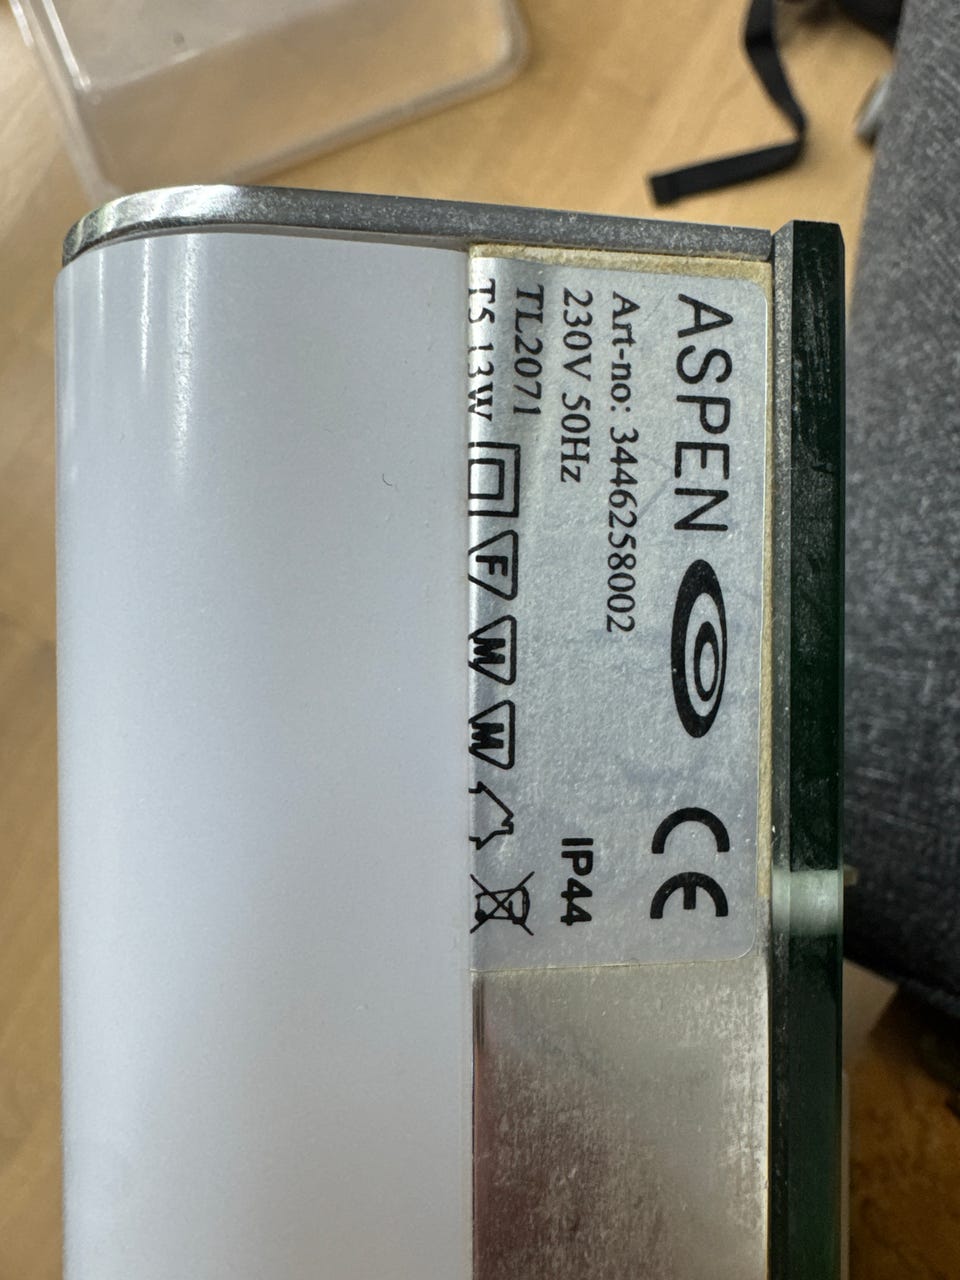 ASPEN CE
Art-no: 3446258002
230V 50Hz IP44
TL2071
T5 13W F M M